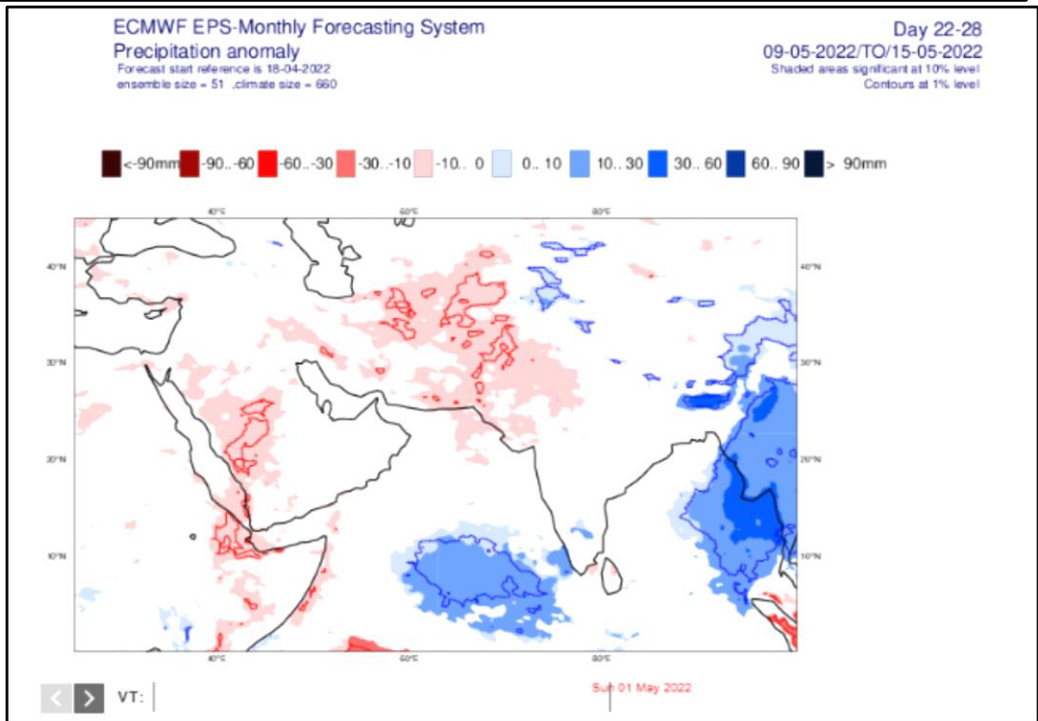 ECMWF EPS-Monthly Forecasting System
Day 22-28
Precipitation anomaly
09-05-2022/TO/15-05-2022
Forecast start reference is 18-04-2022
Shaded areas significant at 10% level
ensemble size = 51 ,climate size = 660
Contours at 1% level
<-90mm -90..-60 -60..-30 -30..-10 -10.. 0 0.. 10 10.. 30 30.. 60 60.. 90 > 90mm
40°E 60°E 80°E
40°N 40°N
30°N 30°N
20°N 20°N
10°N 10°N
40°E 60°E 80°E
VT:
Sun 01 May 2022